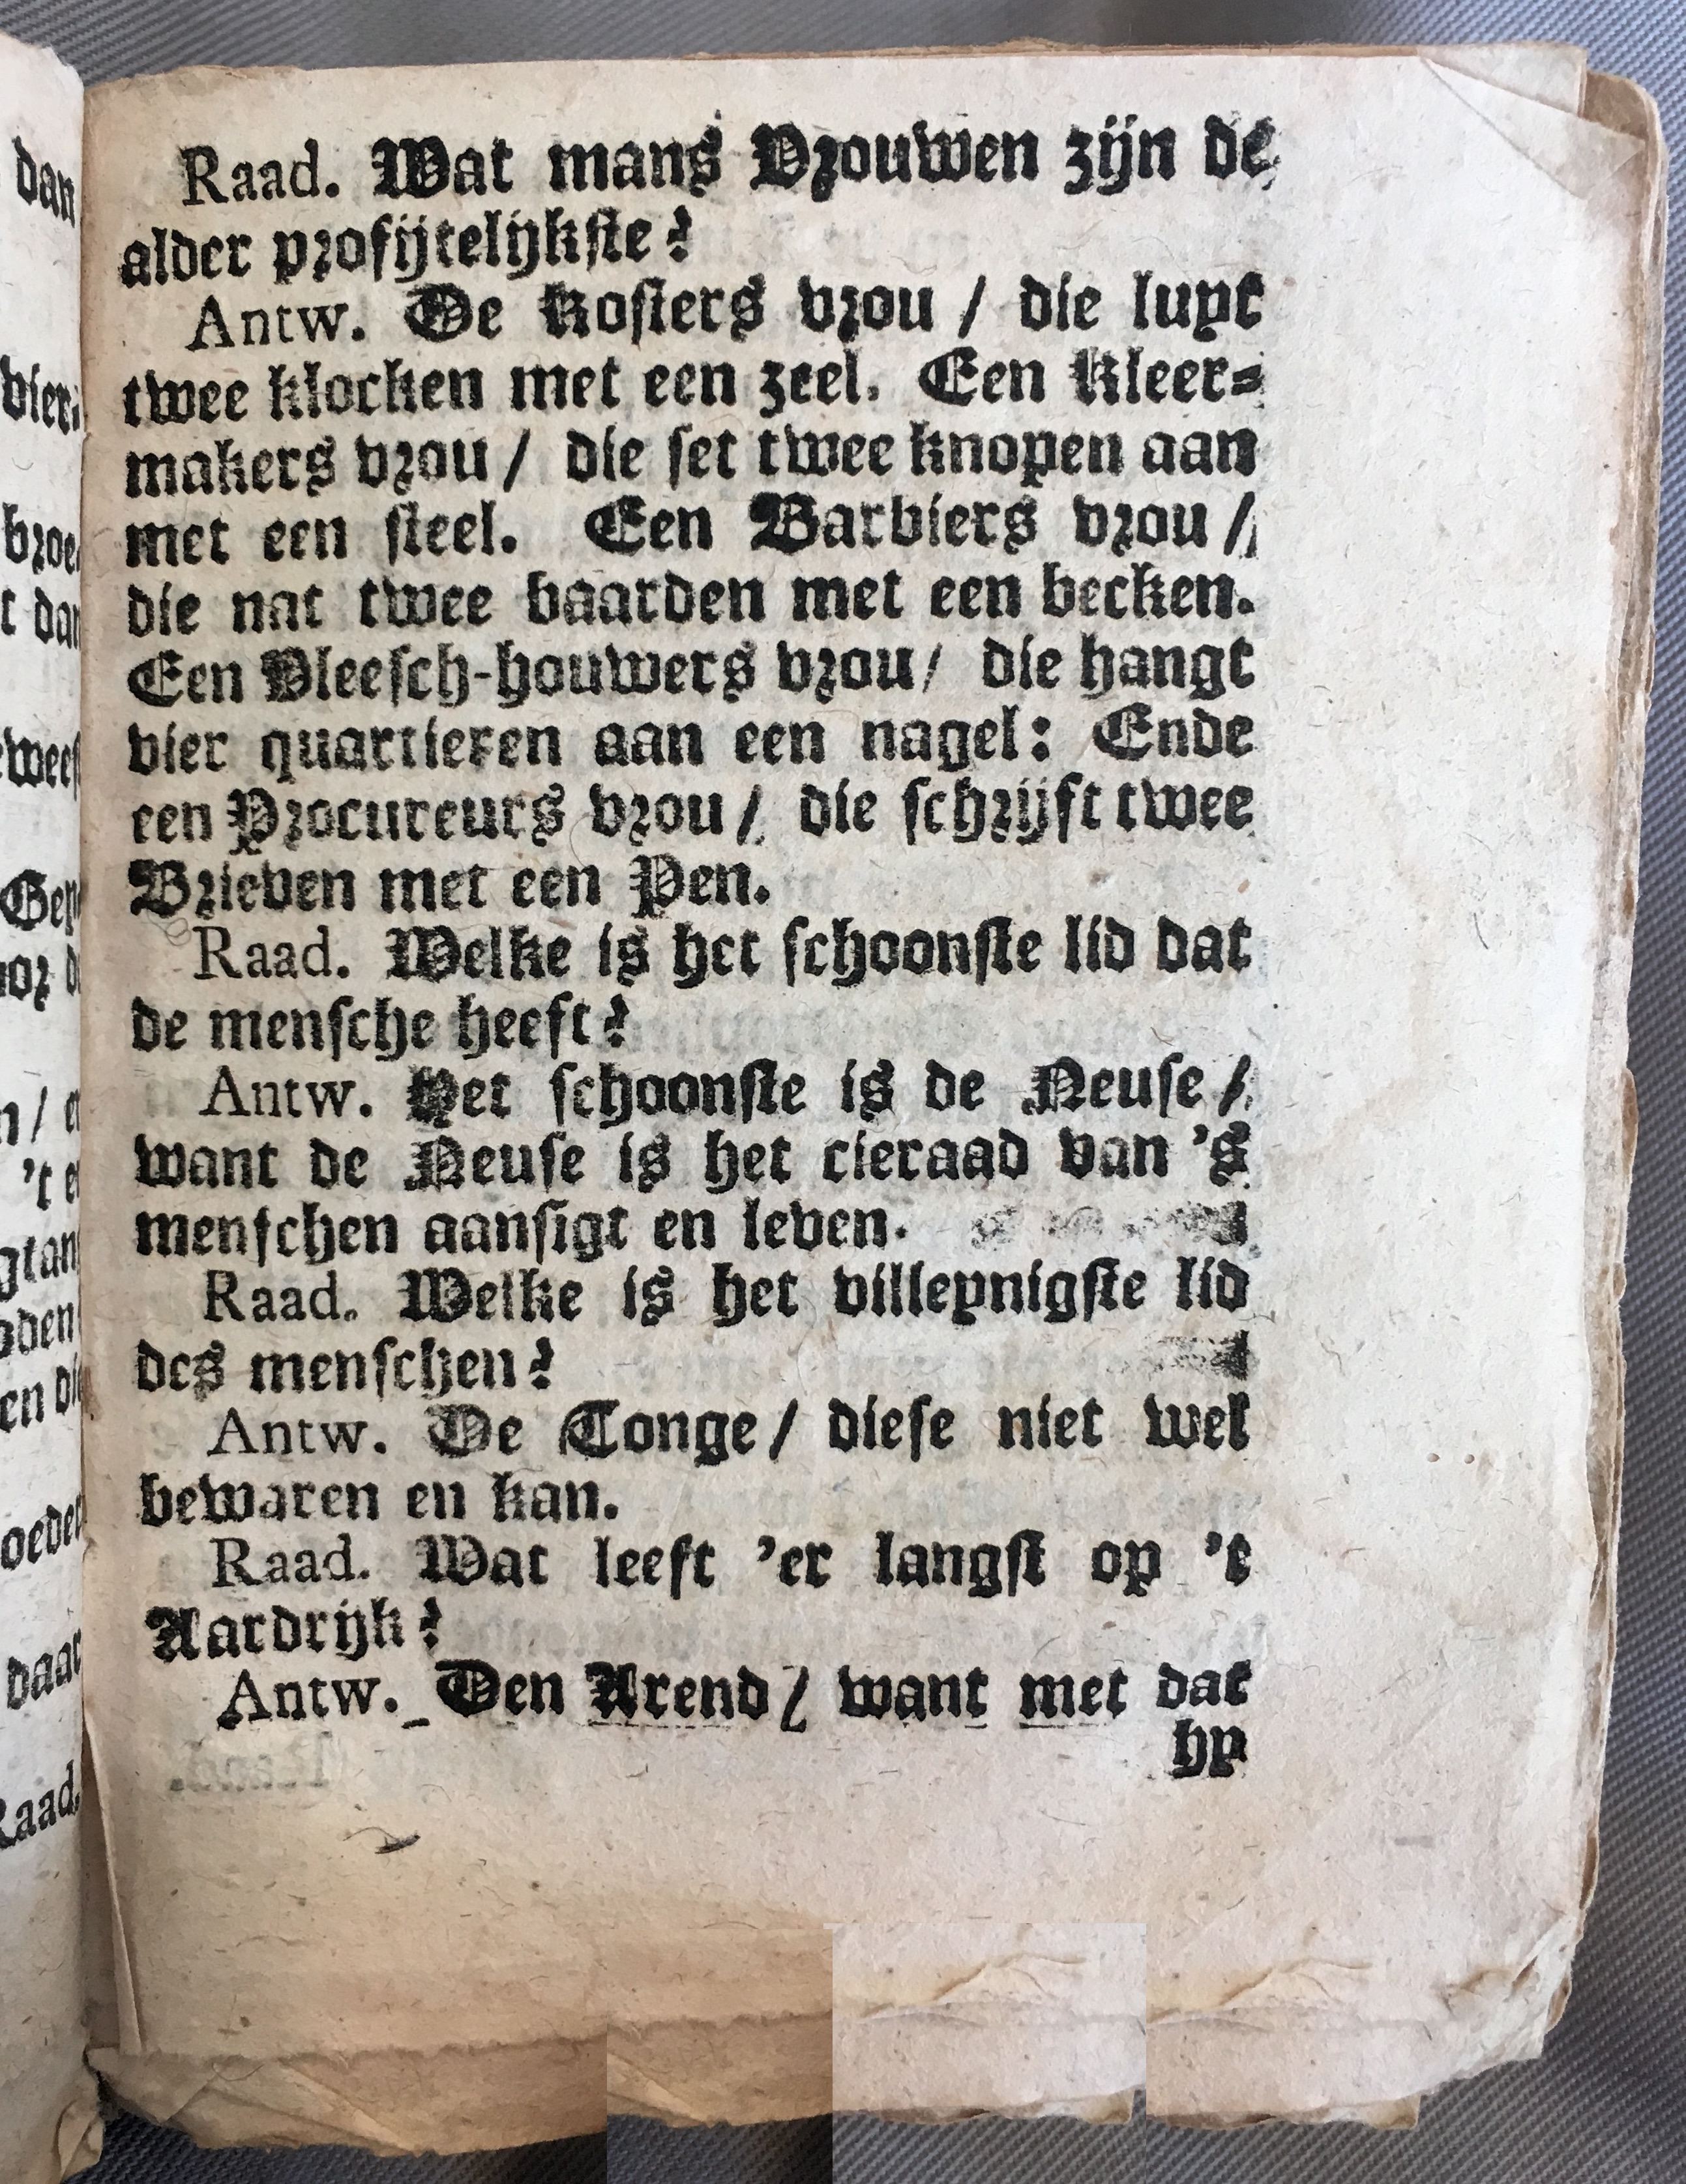 Raad. Wat mans Vrouwen zijn de
alder profijtelijkste?
Antw. De Kosters vrou / die luyt
twee klocken met een zeel. Een Kleer-
makers vrou / die set twee knopen aan
met een steel. Een Barbiers vrou /
die nat twee baarden met een becken.
Een Vleesch-houwers vrou / die hangt
vier quartieren aan een nagel: Ende
een Procureurs vrou / die schrijft twee
Brieven met een Pen.
Raad. Welke is het schoonste lid dat
de mensche heeft?
Antw. Het schoonste is de Neuse /
want de Neuse is het cieraad van 's
menschen aansigt en leven.
Raad. Welke is het villeynigste lid
des menschen?
Antw. De Tonge / diese niet wel
bewaren en kan.
Raad. Wat leeft 'er langst op 't
Aardrijk?
Antw. Den Arend / want met dat
hy